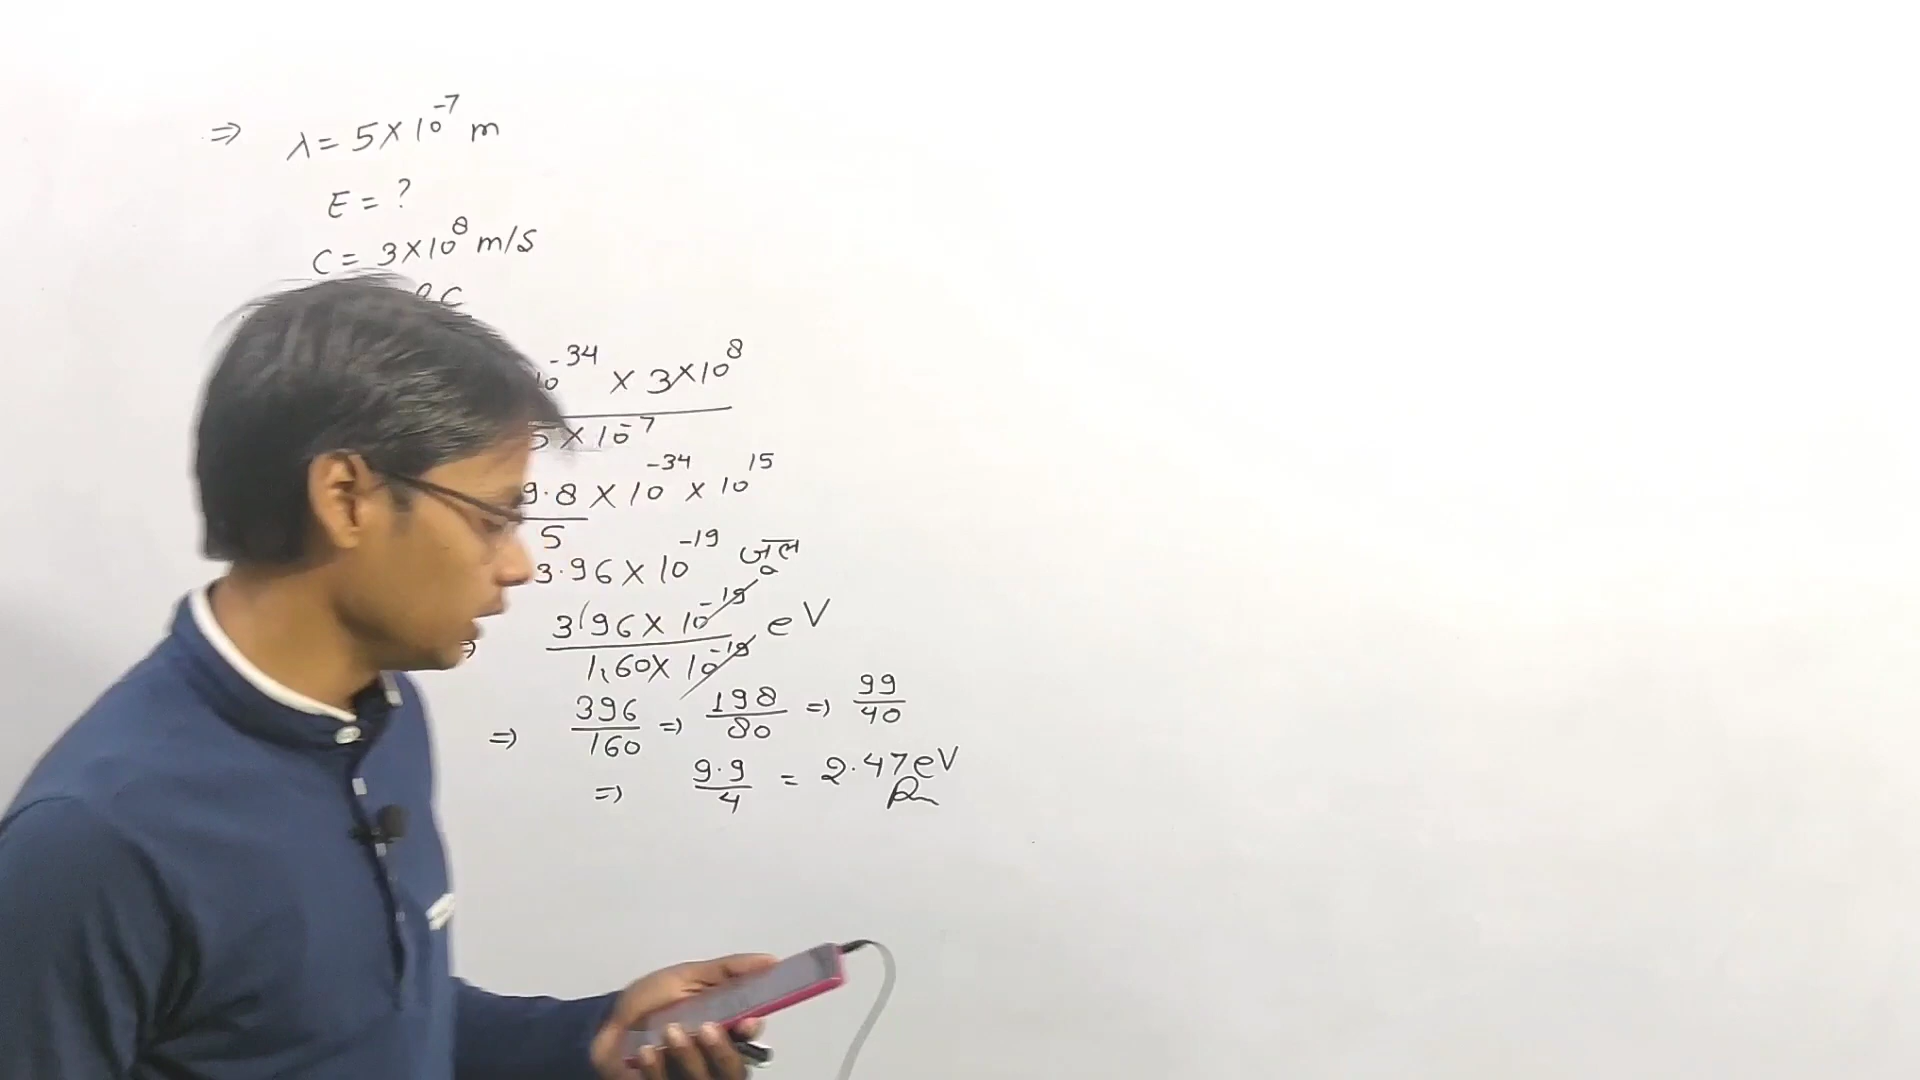 ⇒ λ = 5×10⁻⁷ m
E = ?
C = 3×10⁸ m/s
C
10⁻³⁴ × 3×10⁸
5×10⁻⁷
9.8 × 10⁻³⁴ × 10¹⁵
5
3.96 × 10⁻¹⁹ जूल
3.96 × 10⁻¹⁹ eV
1.60 × 10⁻¹⁹
⇒ 396/160 ⇒ 198/80 ⇒ 99/40
⇒ 9.9/4 = 2.47 eV